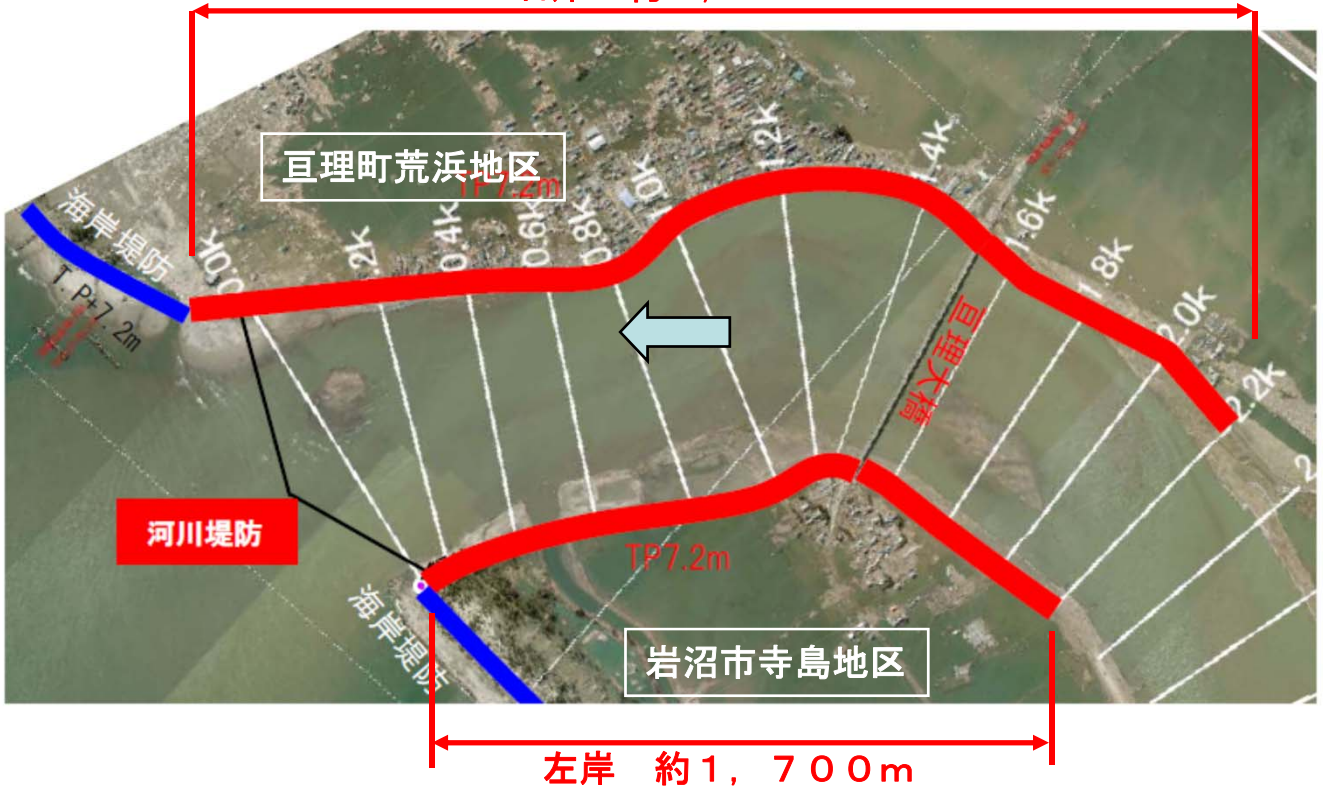 亘理町荒浜地区
TP7.2m
海岸堤防
T.P+7.2m
0.0k
.2k
0.4k
0.6k
0.8k
1.0k
1.2k
1.4k
1.6k
1.8k
2.0k
2.2k
亘理大橋
河川堤防
TP7.2m
海岸堤防
岩沼市寺島地区
左岸 約1,700m